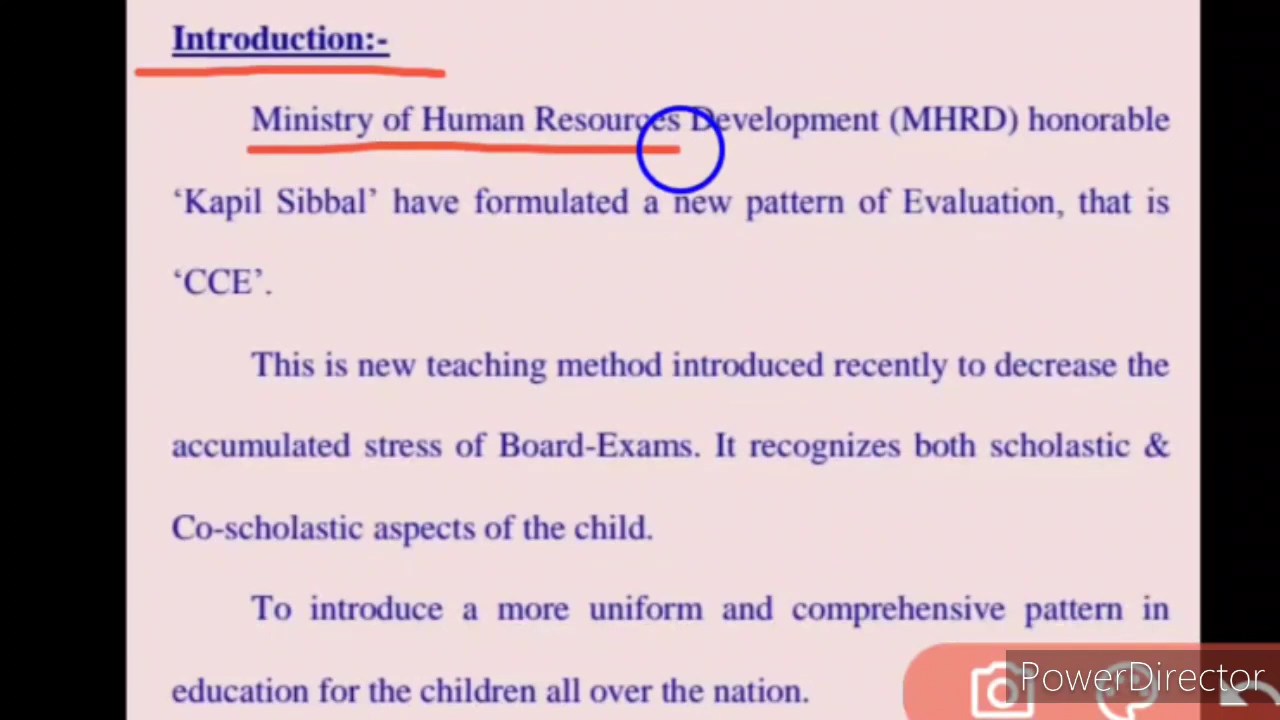 Introduction:-
Ministry of Human Resources Development (MHRD) honorable
‘Kapil Sibbal’ have formulated a new pattern of Evaluation, that is
‘CCE’.
This is new teaching method introduced recently to decrease the
accumulated stress of Board-Exams. It recognizes both scholastic &
Co-scholastic aspects of the child.
To introduce a more uniform and comprehensive pattern in
education for the children all over the nation.
PowerDirector